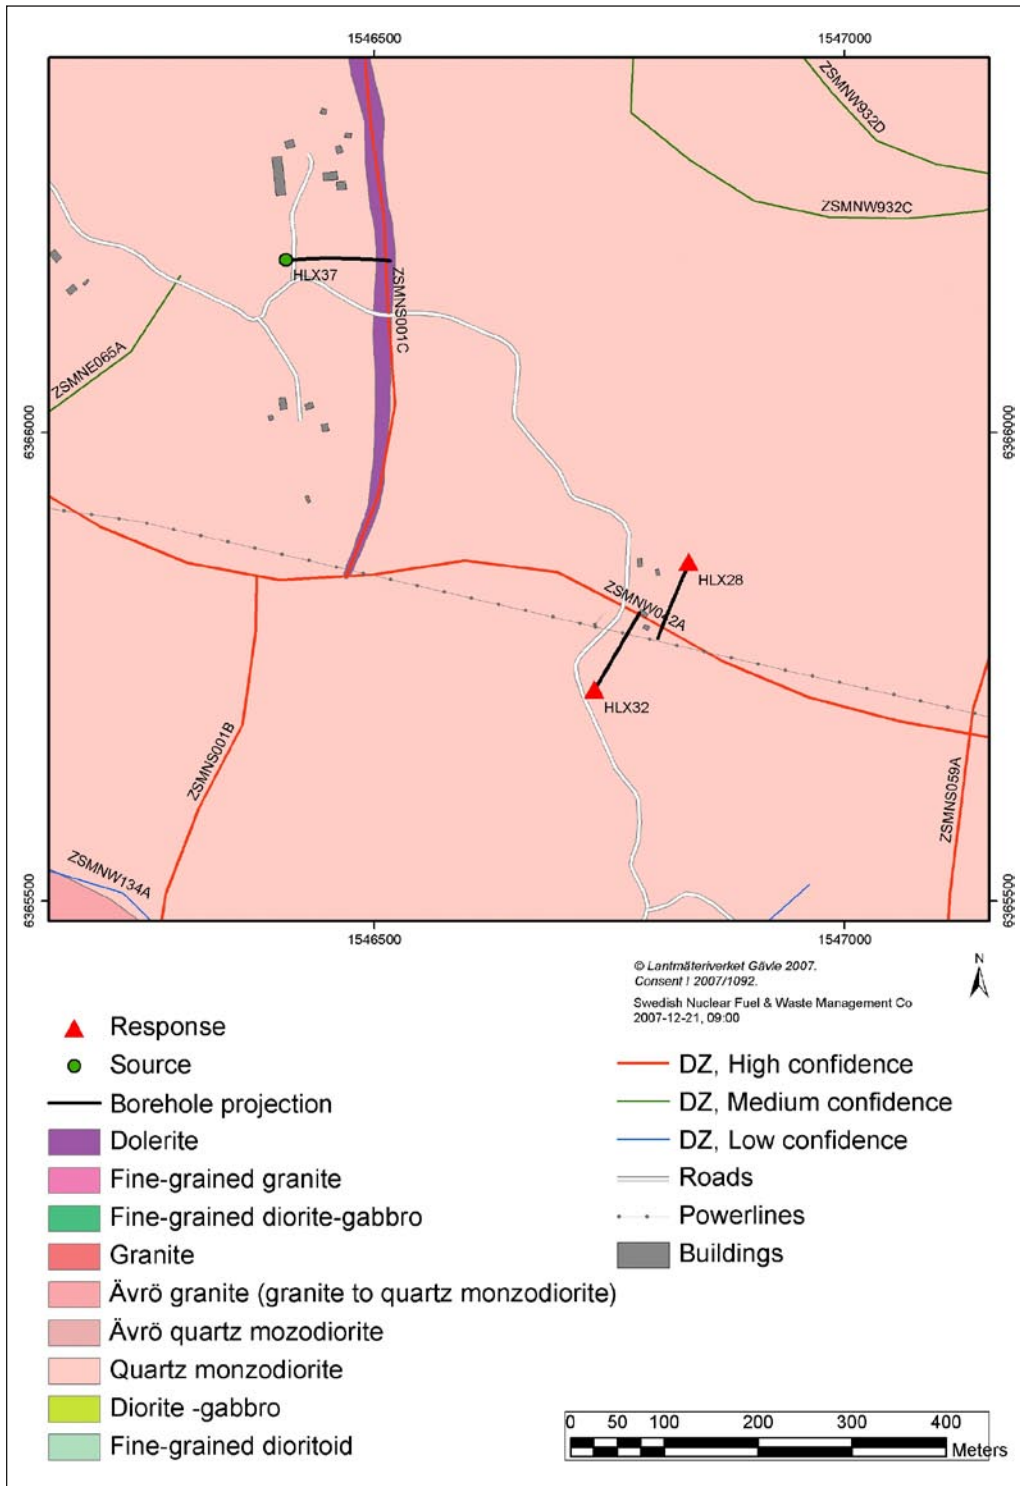 1546500
1547000
ZSMNW932D
ZSMNW932C
HLX37
ZSMNS001C
ZSMNE065A
6366000
6366000
HLX28
ZSMNW042A
HLX32
ZSMNS001B
ZSMNS059A
ZSMNW134A
6365500
6365500
1546500
1547000
© Lantmäteriverket Gävle 2007.
Consent I 2007/1092.
Swedish Nuclear Fuel & Waste Management Co
2007-12-21, 09:00
N
Response
Source
Borehole projection
Dolerite
Fine-grained granite
Fine-grained diorite-gabbro
Granite
Ävrö granite (granite to quartz monzodiorite)
Ävrö quartz mozodiorite
Quartz monzodiorite
Diorite -gabbro
Fine-grained dioritoid
DZ, High confidence
DZ, Medium confidence
DZ, Low confidence
Roads
Powerlines
Buildings
0 50 100 200 300 400
Meters